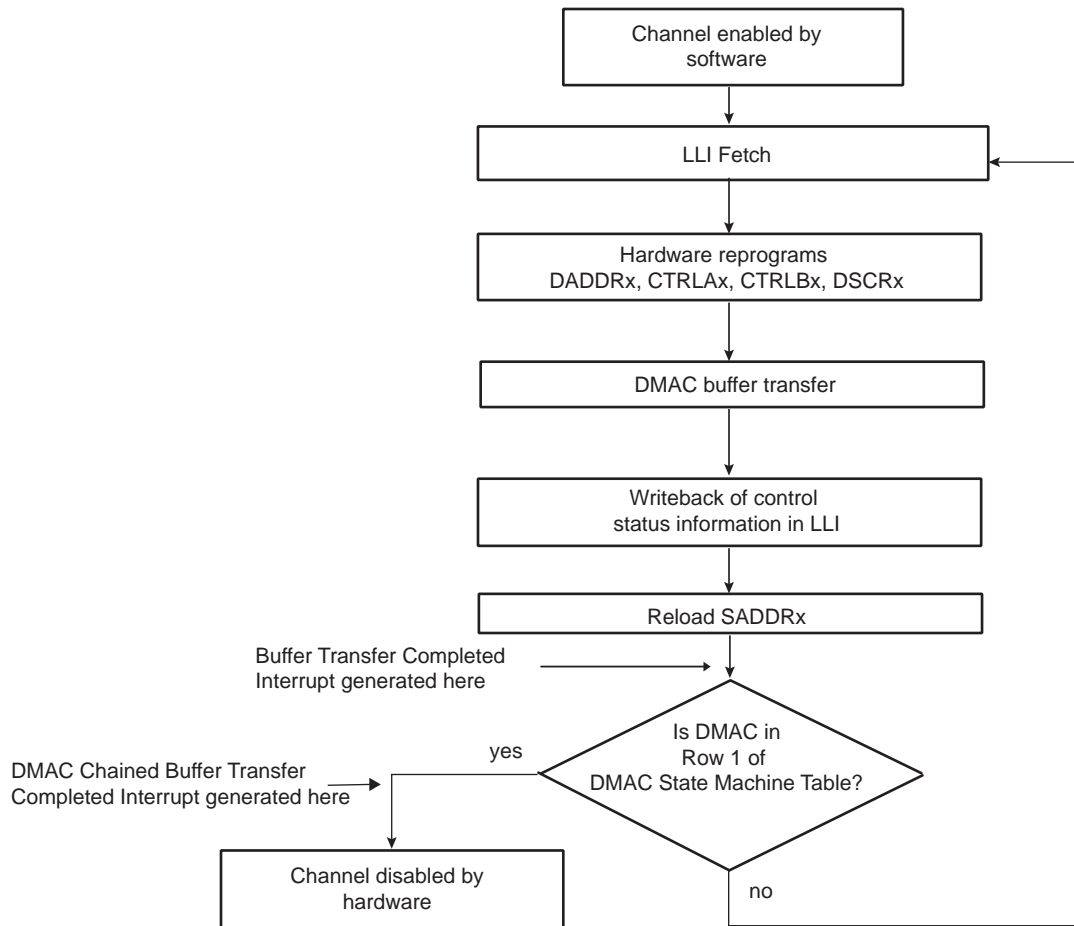 Channel enabled by
software
LLI Fetch
Hardware reprograms
DADDRx, CTRLAx, CTRLBx, DSCRx
DMAC buffer transfer
Writeback of control
status information in LLI
Reload SADDRx
Buffer Transfer Completed
Interrupt generated here
Is DMAC in
Row 1 of
DMAC State Machine Table?
yes
DMAC Chained Buffer Transfer
Completed Interrupt generated here
Channel disabled by
hardware
no